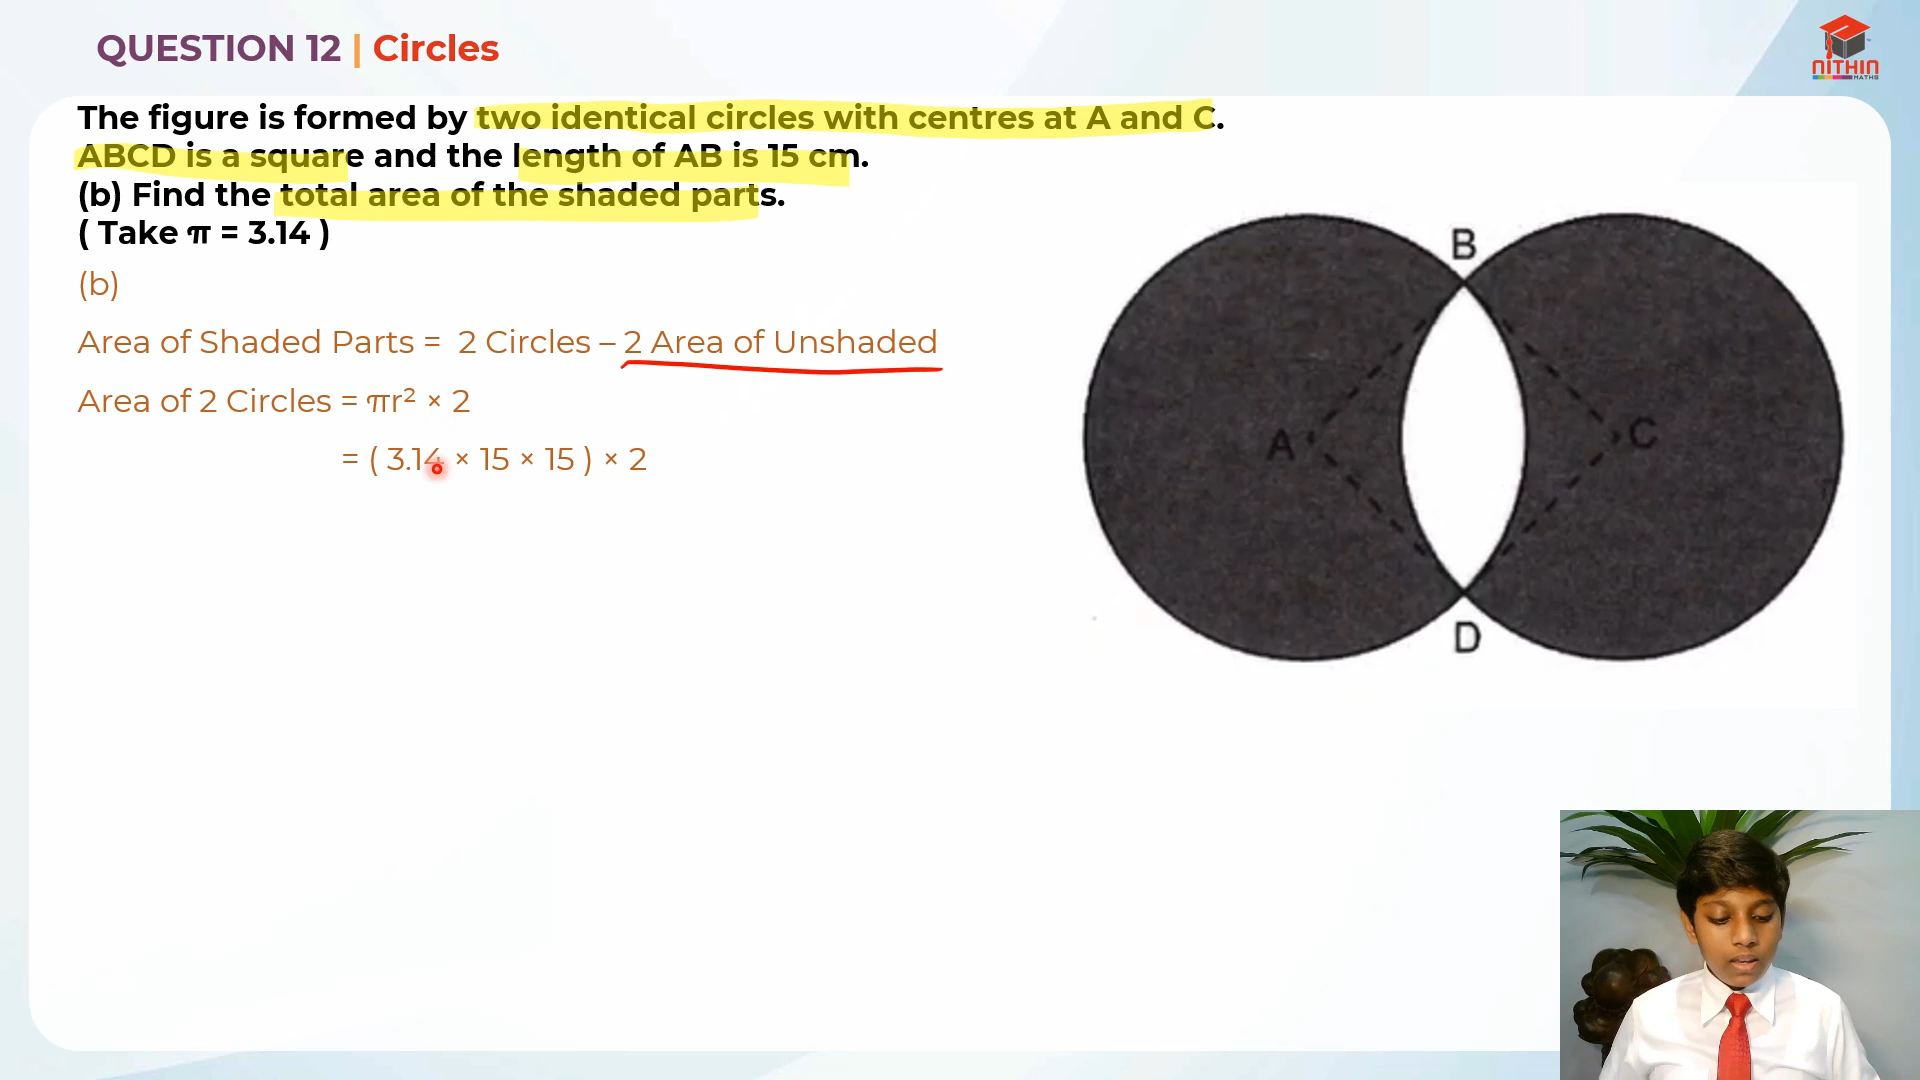 QUESTION 12 | Circles
NITHIN
MATHS
The figure is formed by two identical circles with centres at A and C.
ABCD is a square and the length of AB is 15 cm.
(b) Find the total area of the shaded parts.
( Take π = 3.14 )
(b)
Area of Shaded Parts = 2 Circles – 2 Area of Unshaded
Area of 2 Circles = πr² × 2
= ( 3.14 × 15 × 15 ) × 2
B
A
C
D